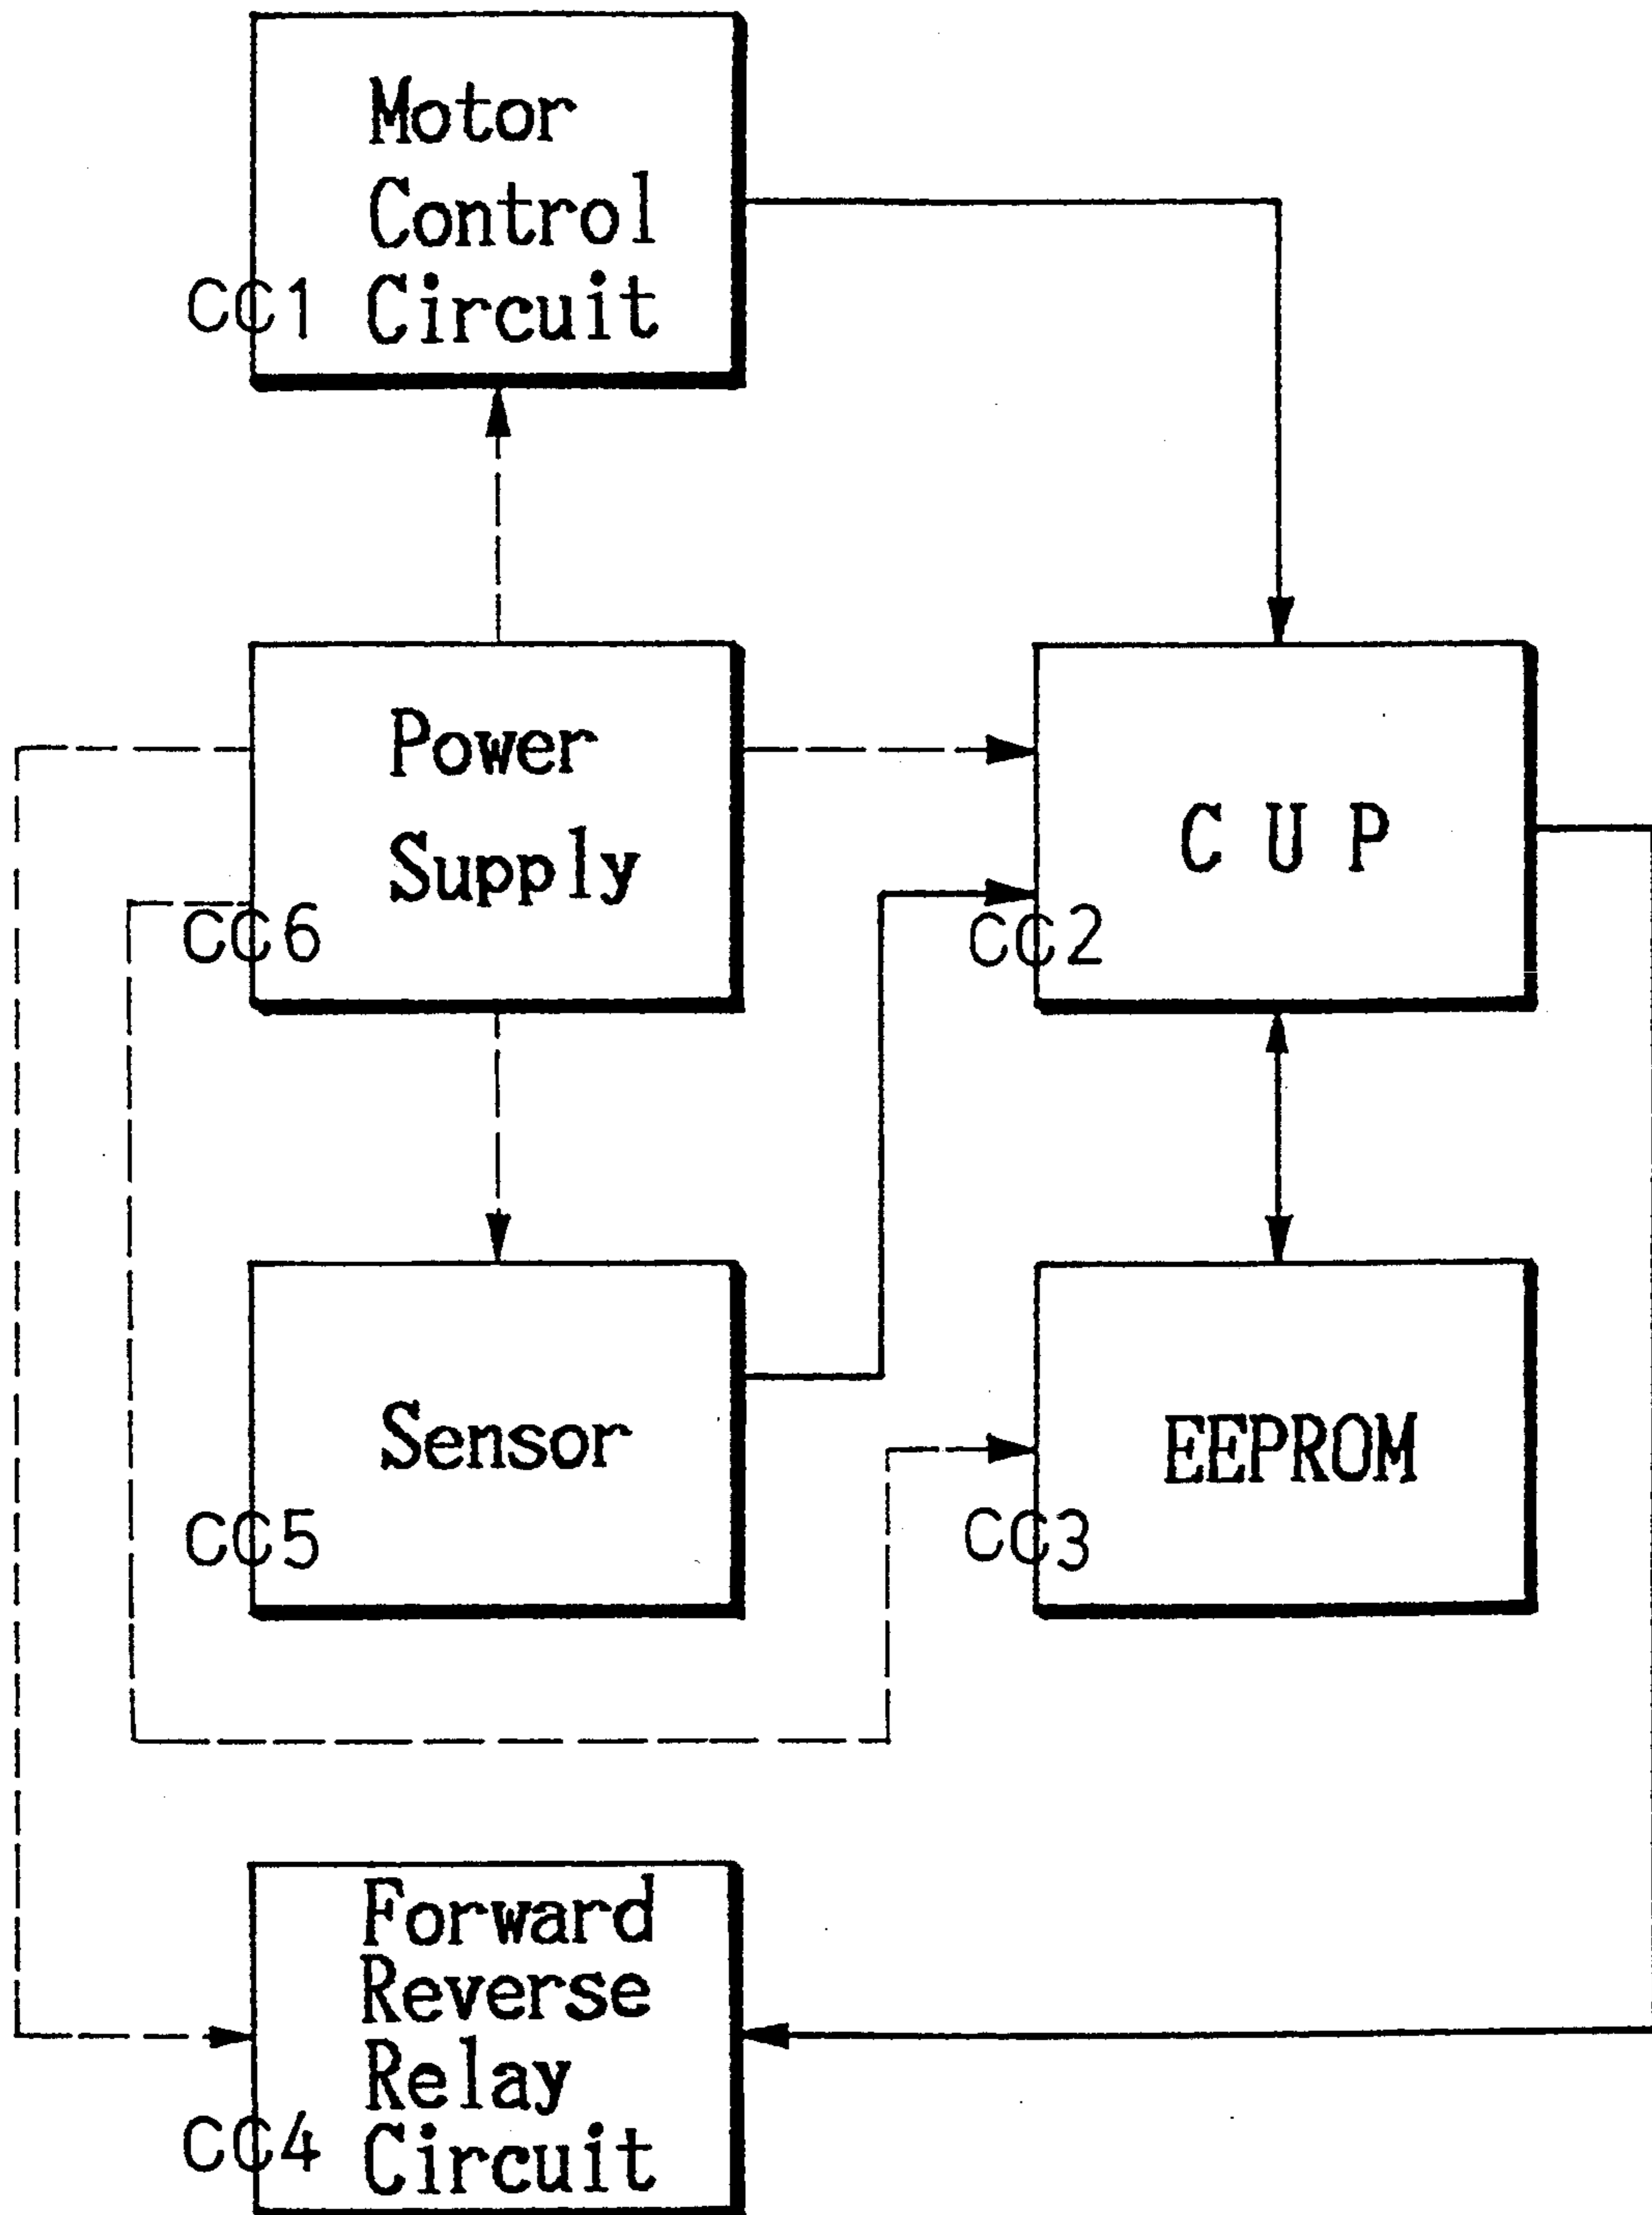 Motor
Control
CC1 Circuit
Power
Supply
CC6
C U P
CC2
Sensor
CC5
EEPROM
CC3
Forward
Reverse
Relay
CC4 Circuit